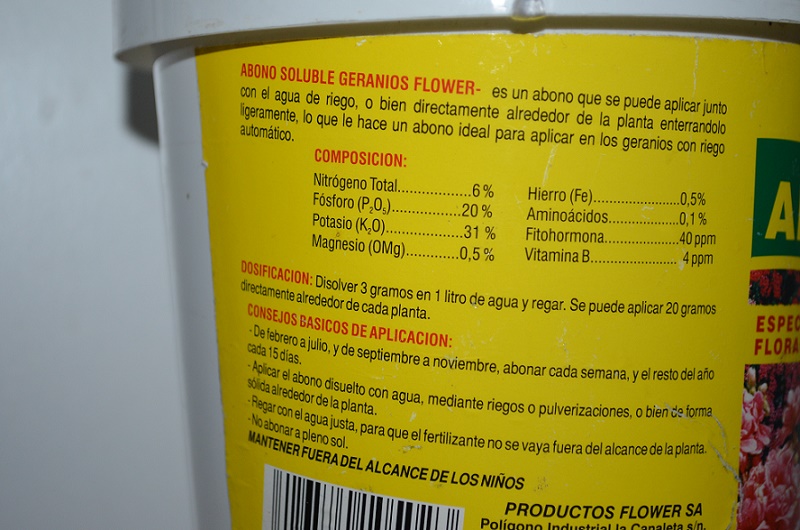 ABONO SOLUBLE GERANIOS FLOWER- es un abono que se puede aplicar junto
con el agua de riego, o bien directamente alrededor de la planta enterrandolo
ligeramente, lo que le hace un abono ideal para aplicar en los geranios con riego
automático.
COMPOSICION:
Nitrógeno Total..................6 %
Fósforo (P₂O₅)................20 %
Potasio (K₂O)..................31 %
Magnesio (OMg).............0,5 %
Hierro (Fe)......................0,5%
Aminoácidos..................0,1 %
Fitohormona...................40 ppm
Vitamina B......................4 ppm
DOSIFICACION: Disolver 3 gramos en 1 litro de agua y regar. Se puede aplicar 20 gramos
directamente alrededor de cada planta.
CONSEJOS BASICOS DE APLICACION:
- De febrero a julio, y de septiembre a noviembre, abonar cada semana, y el resto del año
cada 15 días.
- Aplicar el abono disuelto con agua, mediante riegos o pulverizaciones, o bien de forma
sólida alrededor de la planta.
- Regar con el agua justa, para que el fertilizante no se vaya fuera del alcance de la planta.
- No abonar a pleno sol.
MANTENER FUERA DEL ALCANCE DE LOS NIÑOS
PRODUCTOS FLOWER SA
Polígono Industrial la Canaleta s/n.
A
ESPEC
FLORA